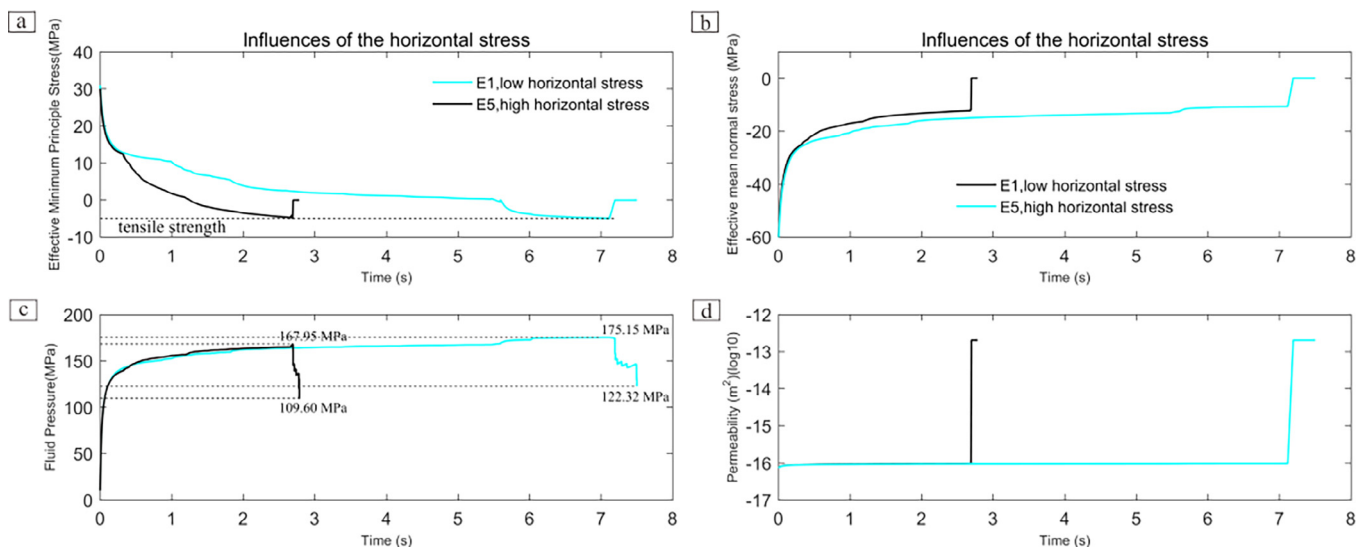 a
Influences of the horizontal stress
Effective Minimum Principle Stress(MPa)
40
30
20
10
0
-10
E1,low horizontal stress
E5,high horizontal stress
tensile strength
0 1 2 3 4 5 6 7 8
Time (s)
b
Influences of the horizontal stress
Effective mean normal stress (MPa)
0
-20
-40
-60
E1,low horizontal stress
E5,high horizontal stress
0 1 2 3 4 5 6 7 8
Time (s)
c
Fluid Pressure(MPa)
200
150
100
50
0
167.95 MPa
175.15 MPa
109.60 MPa
122.32 MPa
0 1 2 3 4 5 6 7 8
Time (s)
d
Permeability (m²)(log10)
-12
-13
-14
-15
-16
-17
0 1 2 3 4 5 6 7 8
Time (s)